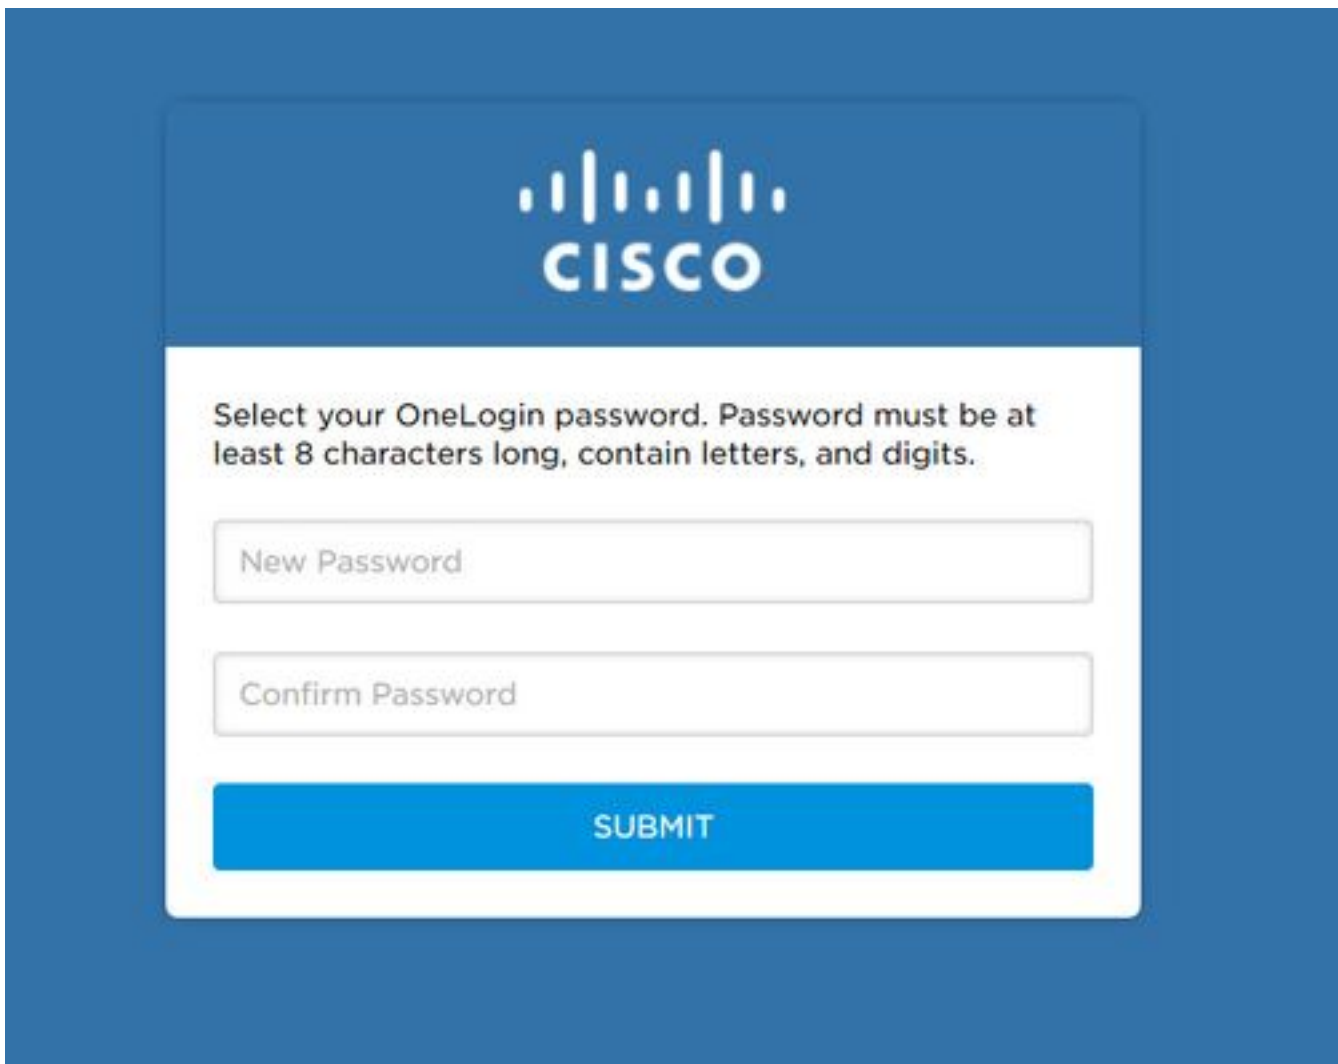 CISCO
Select your OneLogin password. Password must be at
least 8 characters long, contain letters, and digits.
New Password
Confirm Password
SUBMIT